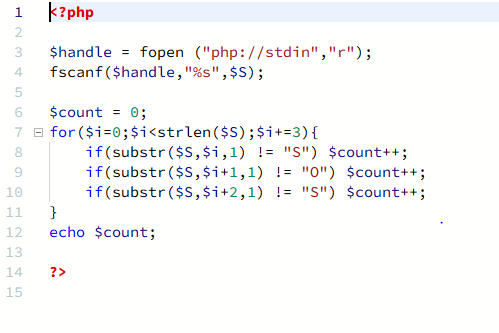 1 <?php
2
3 $handle = fopen ("php://stdin","r");
4 fscanf($handle,"%s",$S);
5
6 $count = 0;
7 for($i=0;$i<strlen($S);$i+=3){
8     if(substr($S,$i,1) != "S") $count++;
9     if(substr($S,$i+1,1) != "O") $count++;
10     if(substr($S,$i+2,1) != "S") $count++;
11 }
12 echo $count;
13
14 ?>
15